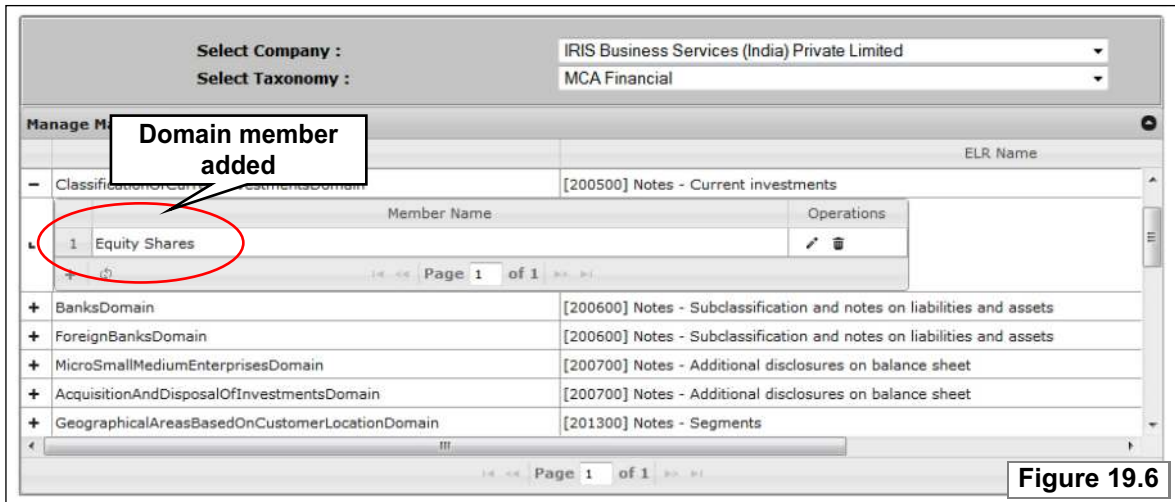 Select Company :
IRIS Business Services (India) Private Limited
Select Taxonomy :
MCA Financial
Manage
Domain member
added
ELR Name
[200500] Notes - Current investments
Member Name
Operations
1 Equity Shares
Page 1 of 1
BanksDomain
[200600] Notes - Subclassification and notes on liabilities and assets
ForeignBanksDomain
[200600] Notes - Subclassification and notes on liabilities and assets
MicroSmallMediumEnterprisesDomain
[200700] Notes - Additional disclosures on balance sheet
AcquisitionAndDisposalOfInvestmentsDomain
[200700] Notes - Additional disclosures on balance sheet
GeographicalAreasBasedOnCustomerLocationDomain
[201300] Notes - Segments
Page 1 of 1
Figure 19.6